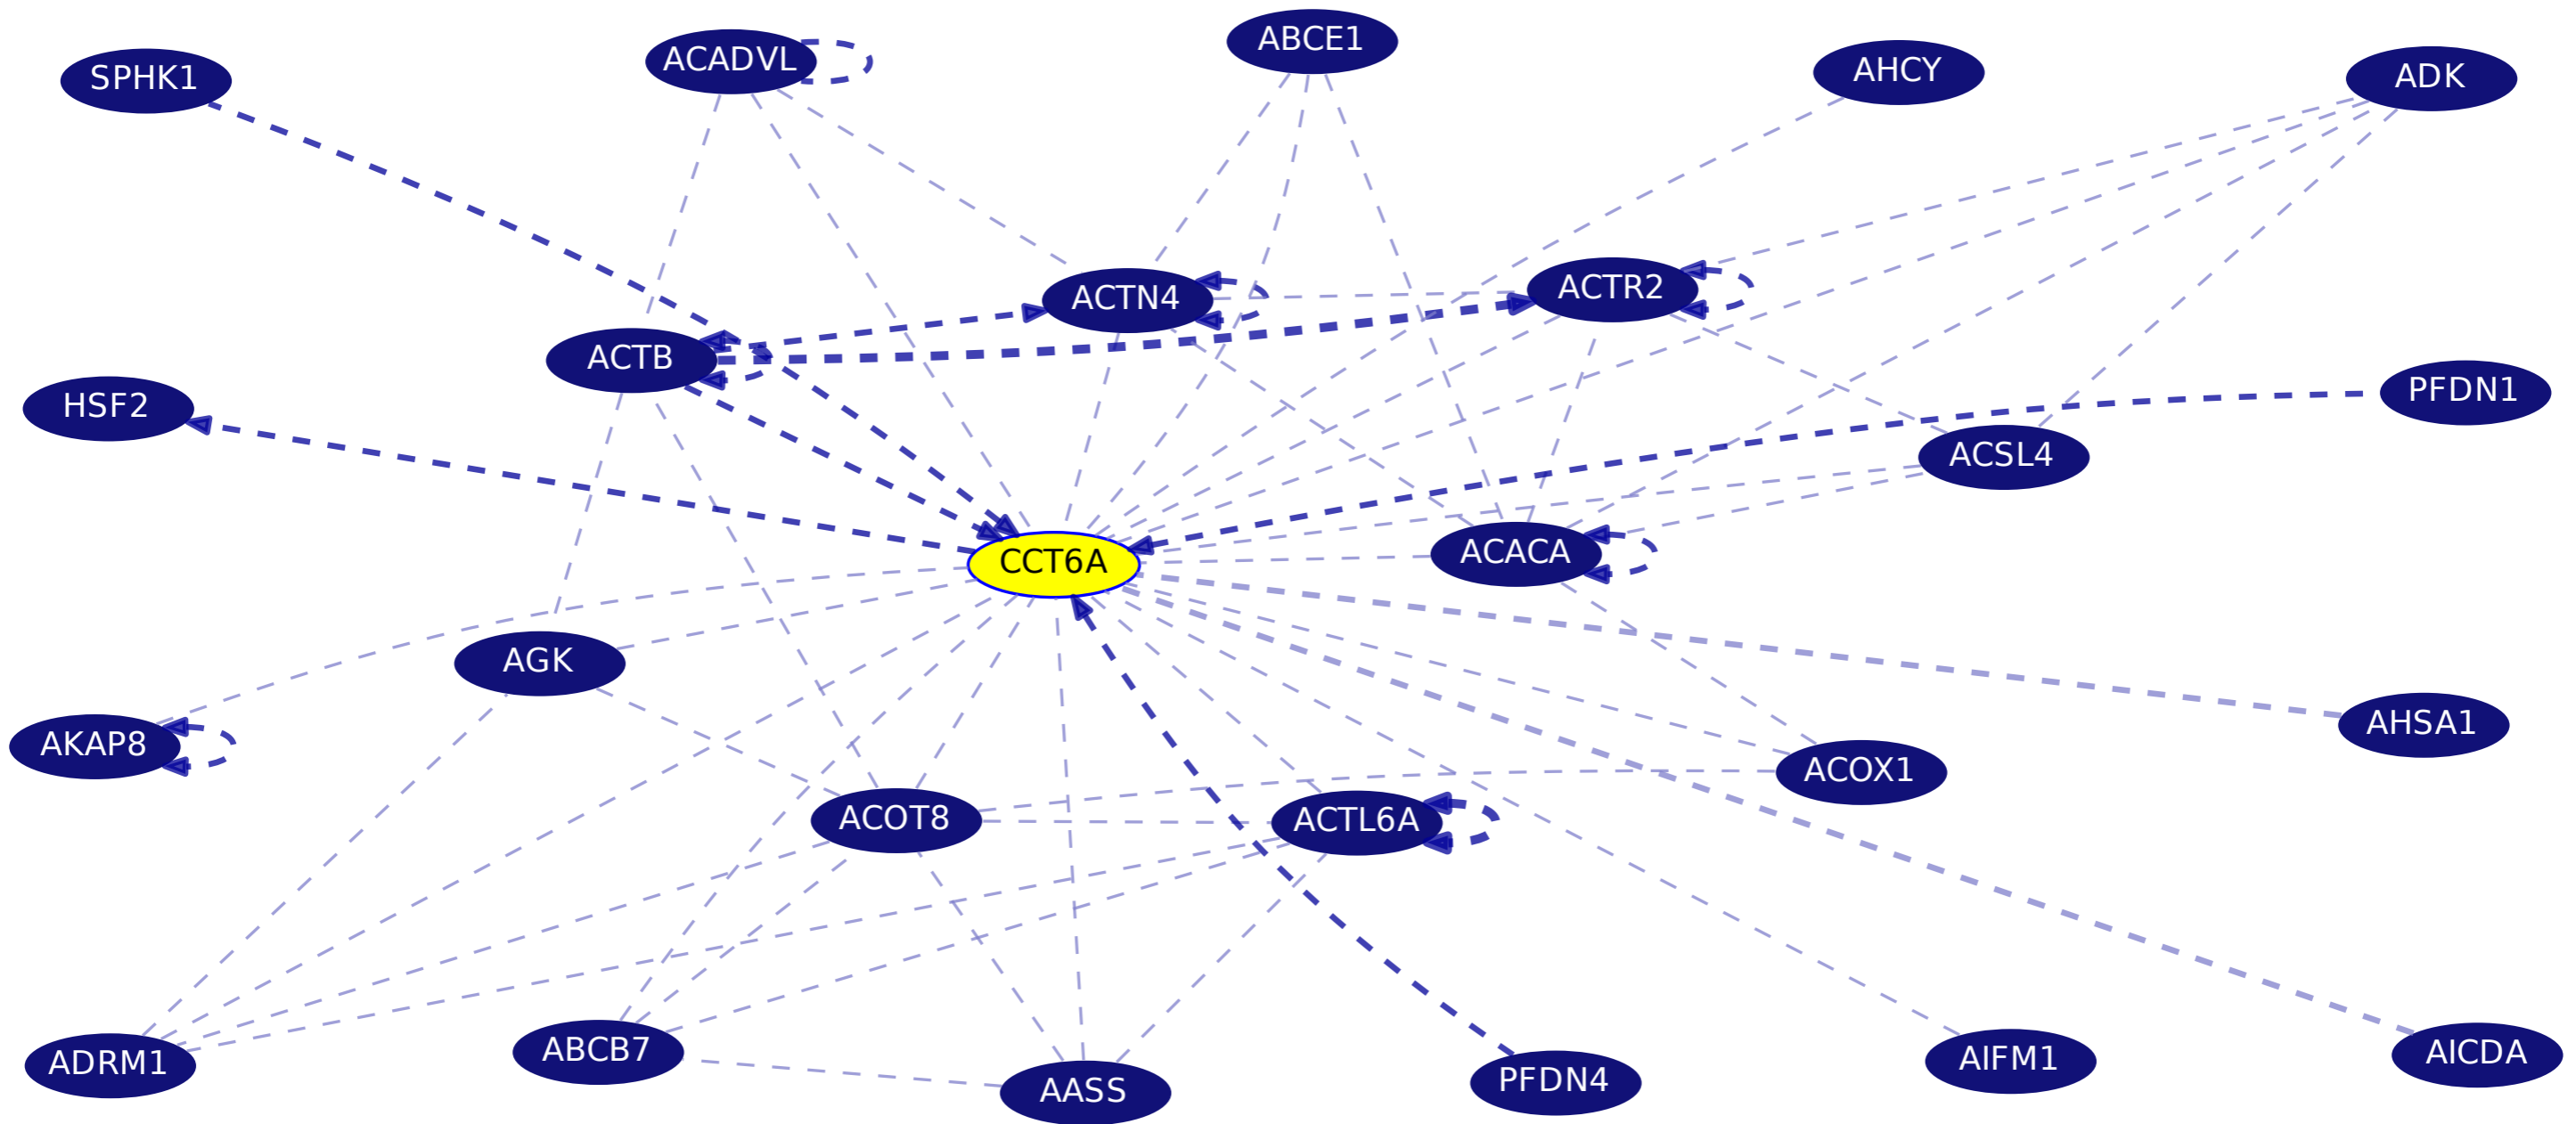 ABCE1
ACADVL
AHCY
ADK
SPHK1
ACTR2
ACTN4
ACTB
PFDN1
HSF2
ACSL4
ACACA
CCT6A
AGK
AHSA1
AKAP8
ACOX1
ACOT8
ACTL6A
ABCB7
AICDA
AIFM1
ADRM1
PFDN4
AASS